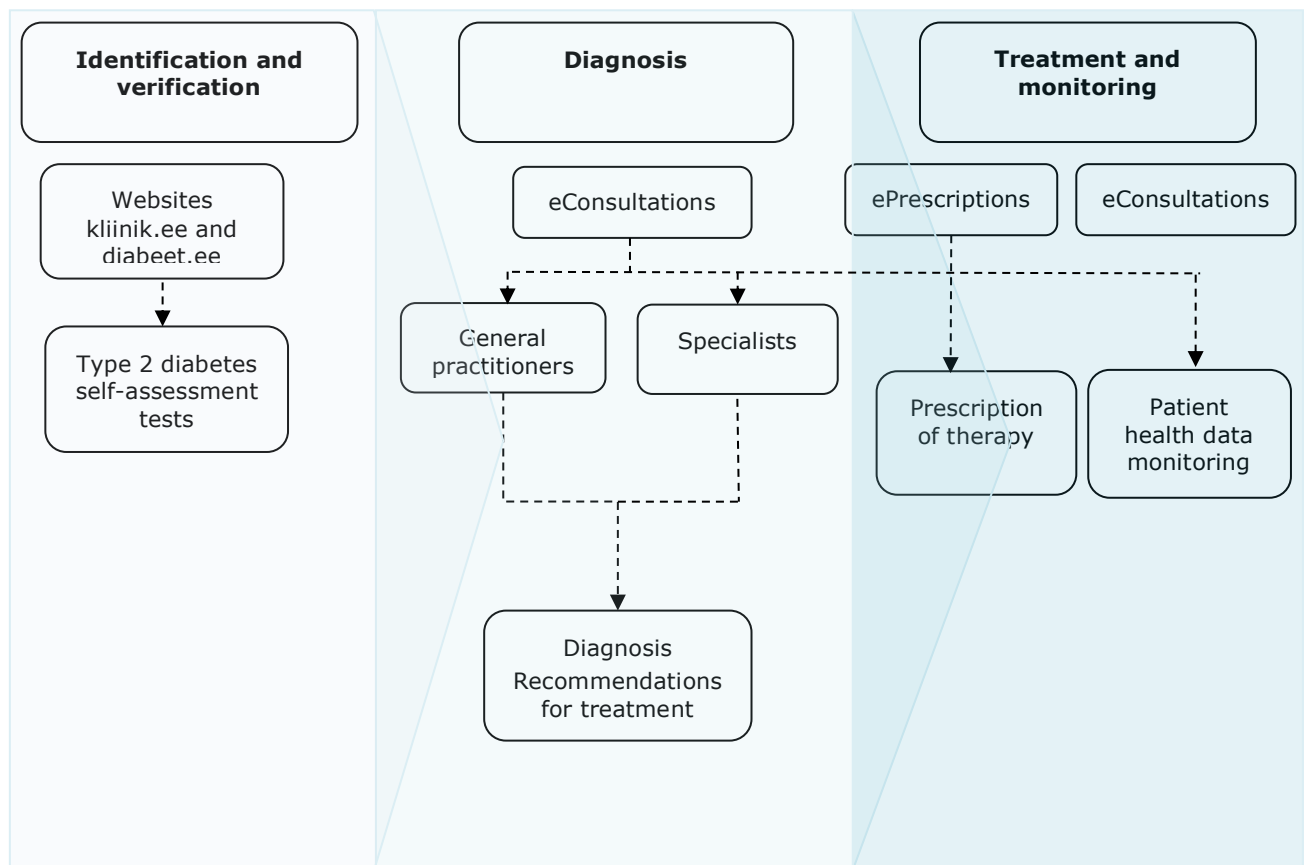 Identification and
verification
Websites
kliinik.ee and
diabeet.ee
Type 2 diabetes
self-assessment
tests
Diagnosis
eConsultations
General
practitioners
Specialists
Diagnosis
Recommendations
for treatment
Treatment and
monitoring
ePrescriptions
eConsultations
Prescription
of therapy
Patient
health data
monitoring